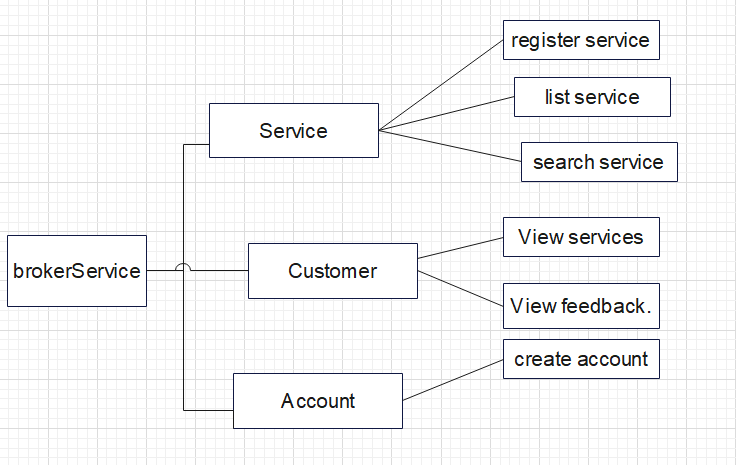 register service
list service
Service
search service
View services
brokerService
Customer
View feedback.
create account
Account